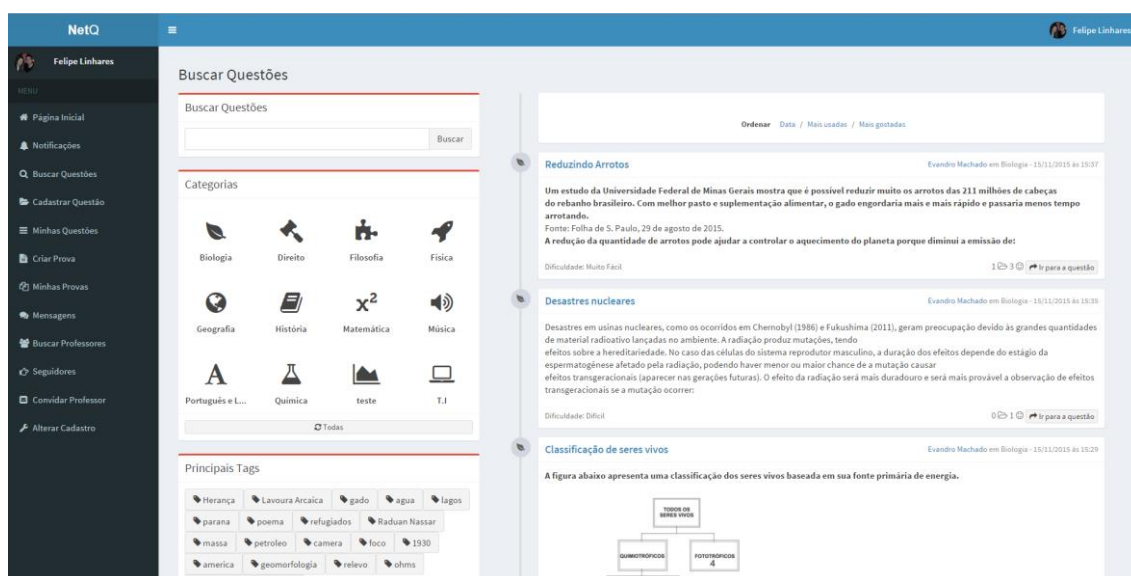 NetQ
Felipe Linhares
Felipe Linhares
MENU
Página Inicial
Notificações
Buscar Questões
Cadastrar Questão
Minhas Questões
Criar Prova
Minhas Provas
Mensagens
Buscar Professores
Seguidores
Convidar Professor
Alterar Cadastro
Buscar Questões
Buscar Questões
Buscar
Categorias
Biologia Direito Filosofia Física
Geografia História Matemática Música
Português e L... Química teste T.I
Todas
Principais Tags
Herança Lavoura Arcaica gado agua lagos
parana poema refugiados Raduan Nassar
massa petroleo camera foco 1930
america geomorfologia relevo ohms
Ordenar Data / Mais usadas / Mais gostadas
Reduzindo Arrotos Evandro Machado em Biologia - 15/11/2015 às 15:37
Um estudo da Universidade Federal de Minas Gerais mostra que é possível reduzir muito os arrotos das 211 milhões de cabeças
do rebanho brasileiro. Com melhor pasto e suplementação alimentar, o gado engordaria mais e mais rápido e passaria menos tempo
arrotando.
Fonte: Folha de S. Paulo, 29 de agosto de 2015.
A redução da quantidade de arrotos pode ajudar a controlar o aquecimento do planeta porque diminui a emissão de:
Dificuldade: Muito Fácil 1 3 Ir para a questão
Desastres nucleares Evandro Machado em Biologia - 15/11/2015 às 15:35
Desastres em usinas nucleares, como os ocorridos em Chernobyl (1986) e Fukushima (2011), geram preocupação devido às grandes quantidades
de material radioativo lançadas no ambiente. A radiação produz mutações, tendo
efeitos sobre a hereditariedade. No caso das células do sistema reprodutor masculino, a duração dos efeitos depende do estágio da
espermatogênese afetado pela radiação, podendo haver menor ou maior chance de a mutação causar
efeitos transgeracionais (aparecer nas gerações futuras). O efeito da radiação será mais duradouro e será mais provável a observação de efeitos
transgeracionais se a mutação ocorrer:
Dificuldade: Difícil 0 1 Ir para a questão
Classificação de seres vivos Evandro Machado em Biologia - 15/11/2015 às 15:29
A figura abaixo apresenta uma classificação dos seres vivos baseada em sua fonte primária de energia.
TODOS OS
SERES VIVOS
QUIMIOTRÓFICOS FOTOTRÓFICOS
4